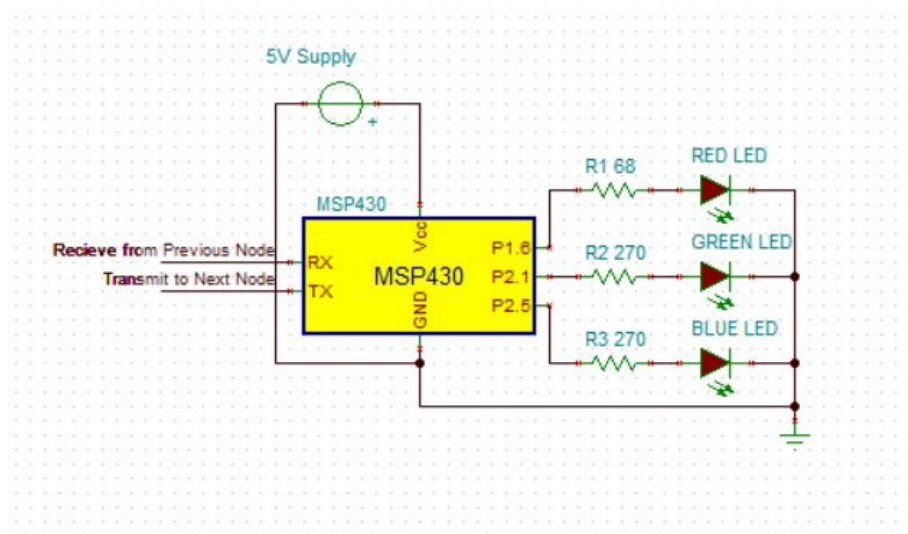 5V Supply
+
RED LED
R1 68
MSP430
Vcc
P1.6
GREEN LED
Recieve from Previous Node
RX
MSP430
R2 270
P2.1
Transmit to Next Node
TX
GND
P2.5
BLUE LED
R3 270